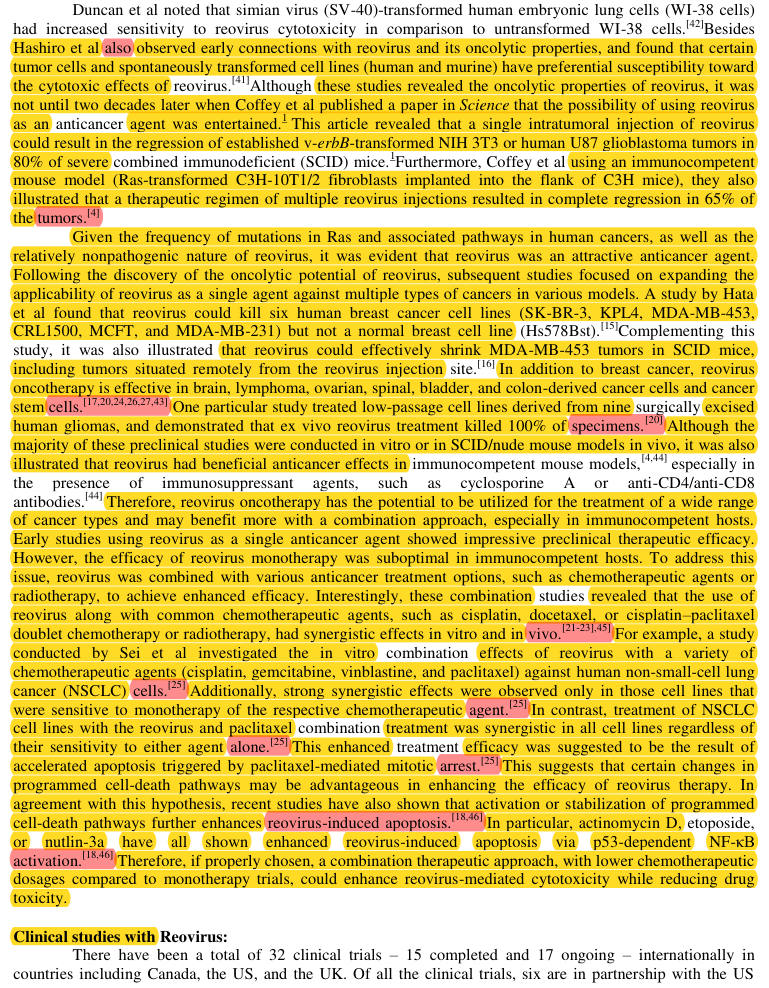 Duncan et al noted that simian virus (SV-40)-transformed human embryonic lung cells (WI-38 cells)
had increased sensitivity to reovirus cytotoxicity in comparison to untransformed WI-38 cells.[42]Besides
Hashiro et al also observed early connections with reovirus and its oncolytic properties, and found that certain
tumor cells and spontaneously transformed cell lines (human and murine) have preferential susceptibility toward
the cytotoxic effects of reovirus.[41]Although these studies revealed the oncolytic properties of reovirus, it was
not until two decades later when Coffey et al published a paper in Science that the possibility of using reovirus
as an anticancer agent was entertained.1 This article revealed that a single intratumoral injection of reovirus
could result in the regression of established v-erbB-transformed NIH 3T3 or human U87 glioblastoma tumors in
80% of severe combined immunodeficient (SCID) mice.1Furthermore, Coffey et al using an immunocompetent
mouse model (Ras-transformed C3H-10T1/2 fibroblasts implanted into the flank of C3H mice), they also
illustrated that a therapeutic regimen of multiple reovirus injections resulted in complete regression in 65% of
the tumors.[4]
Given the frequency of mutations in Ras and associated pathways in human cancers, as well as the
relatively nonpathogenic nature of reovirus, it was evident that reovirus was an attractive anticancer agent.
Following the discovery of the oncolytic potential of reovirus, subsequent studies focused on expanding the
applicability of reovirus as a single agent against multiple types of cancers in various models. A study by Hata
et al found that reovirus could kill six human breast cancer cell lines (SK-BR-3, KPL4, MDA-MB-453,
CRL1500, MCFT, and MDA-MB-231) but not a normal breast cell line (Hs578Bst).[15]Complementing this
study, it was also illustrated that reovirus could effectively shrink MDA-MB-453 tumors in SCID mice,
including tumors situated remotely from the reovirus injection site.[16] In addition to breast cancer, reovirus
oncotherapy is effective in brain, lymphoma, ovarian, spinal, bladder, and colon-derived cancer cells and cancer
stem cells.[17,20,24,26,27,43] One particular study treated low-passage cell lines derived from nine surgically excised
human gliomas, and demonstrated that ex vivo reovirus treatment killed 100% of specimens.[20]Although the
majority of these preclinical studies were conducted in vitro or in SCID/nude mouse models in vivo, it was also
illustrated that reovirus had beneficial anticancer effects in immunocompetent mouse models,[4,44] especially in
the presence of immunosuppressant agents, such as cyclosporine A or anti-CD4/anti-CD8
antibodies.[44] Therefore, reovirus oncotherapy has the potential to be utilized for the treatment of a wide range
of cancer types and may benefit more with a combination approach, especially in immunocompetent hosts.
Early studies using reovirus as a single anticancer agent showed impressive preclinical therapeutic efficacy.
However, the efficacy of reovirus monotherapy was suboptimal in immunocompetent hosts. To address this
issue, reovirus was combined with various anticancer treatment options, such as chemotherapeutic agents or
radiotherapy, to achieve enhanced efficacy. Interestingly, these combination studies revealed that the use of
reovirus along with common chemotherapeutic agents, such as cisplatin, docetaxel, or cisplatin–paclitaxel
doublet chemotherapy or radiotherapy, had synergistic effects in vitro and in vivo.[21-23],45]For example, a study
conducted by Sei et al investigated the in vitro combination effects of reovirus with a variety of
chemotherapeutic agents (cisplatin, gemcitabine, vinblastine, and paclitaxel) against human non-small-cell lung
cancer (NSCLC) cells.[25]Additionally, strong synergistic effects were observed only in those cell lines that
were sensitive to monotherapy of the respective chemotherapeutic agent.[25]In contrast, treatment of NSCLC
cell lines with the reovirus and paclitaxel combination treatment was synergistic in all cell lines regardless of
their sensitivity to either agent alone.[25]This enhanced treatment efficacy was suggested to be the result of
accelerated apoptosis triggered by paclitaxel-mediated mitotic arrest.[25]This suggests that certain changes in
programmed cell-death pathways may be advantageous in enhancing the efficacy of reovirus therapy. In
agreement with this hypothesis, recent studies have also shown that activation or stabilization of programmed
cell-death pathways further enhances reovirus-induced apoptosis.[18,46]In particular, actinomycin D, etoposide,
or nutlin-3a have all shown enhanced reovirus-induced apoptosis via p53-dependent NF-κB
activation.[18,46]Therefore, if properly chosen, a combination therapeutic approach, with lower chemotherapeutic
dosages compared to monotherapy trials, could enhance reovirus-mediated cytotoxicity while reducing drug
toxicity.
Clinical studies with Reovirus:
There have been a total of 32 clinical trials – 15 completed and 17 ongoing – internationally in
countries including Canada, the US, and the UK. Of all the clinical trials, six are in partnership with the US